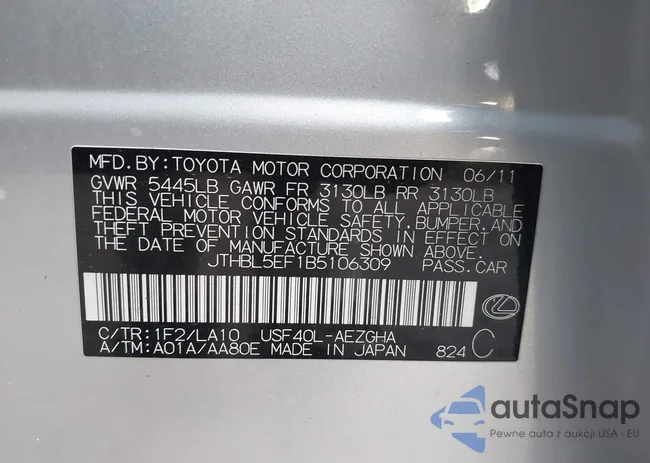 MFD.BY:TOYOTA MOTOR CORPORATION 06/11
GVWR 5445LB GAWR FR 3130LB RR 3130LB
THIS VEHICLE CONFORMS TO ALL APPLICABLE
FEDERAL MOTOR VEHICLE SAFETY,BUMPER,AND
THEFT PREVENTION STANDARDS IN EFFECT ON
THE DATE OF MANUFACTURE SHOWN ABOVE.
JTHBL5EF1B5106309 PASS.CAR
C/TR:1F2/LA10 USF40L-AEZGHA
A/TM:A01A/AA80E MADE IN JAPAN 824 C
autaSnap
Pewne auta z aukcji USA i EU